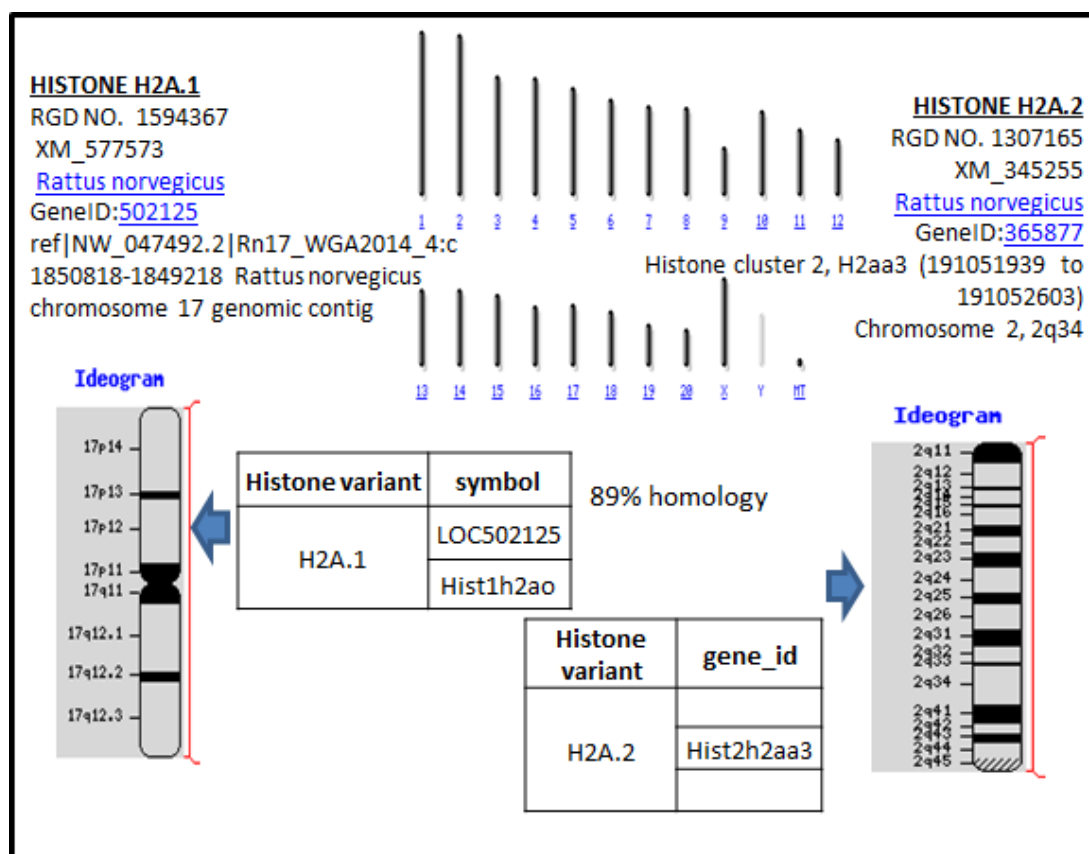 HISTONE H2A.1
RGD NO. 1594367
XM_577573
Rattus norvegicus
GeneID:502125
ref|NW_047492.2|Rn17_WGA2014_4:c
1850818-1849218 Rattus norvegicus
chromosome 17 genomic contig
1 2 3 4 5 6 7 8 9 10 11 12
HISTONE H2A.2
RGD NO. 1307165
XM_345255
Rattus norvegicus
GeneID:365877
Histone cluster 2, H2aa3 (191051939 to
191052603)
Chromosome 2, 2q34
13 14 15 16 17 18 19 20 X Y MT
Ideogram
17p14
17p13
17p12
17p11
17q11
17q12.1
17q12.2
17q12.3
Histone variant symbol
H2A.1
LOC502125
Hist1h2ao
89% homology
Histone
variant
gene_id
H2A.2
Hist2h2aa3
Ideogram
2q11
2q12
2q13
2q14
2q15
2q16
2q21
2q22
2q23
2q24
2q25
2q26
2q31
2q32
2q33
2q34
2q41
2q42
2q43
2q44
2q45